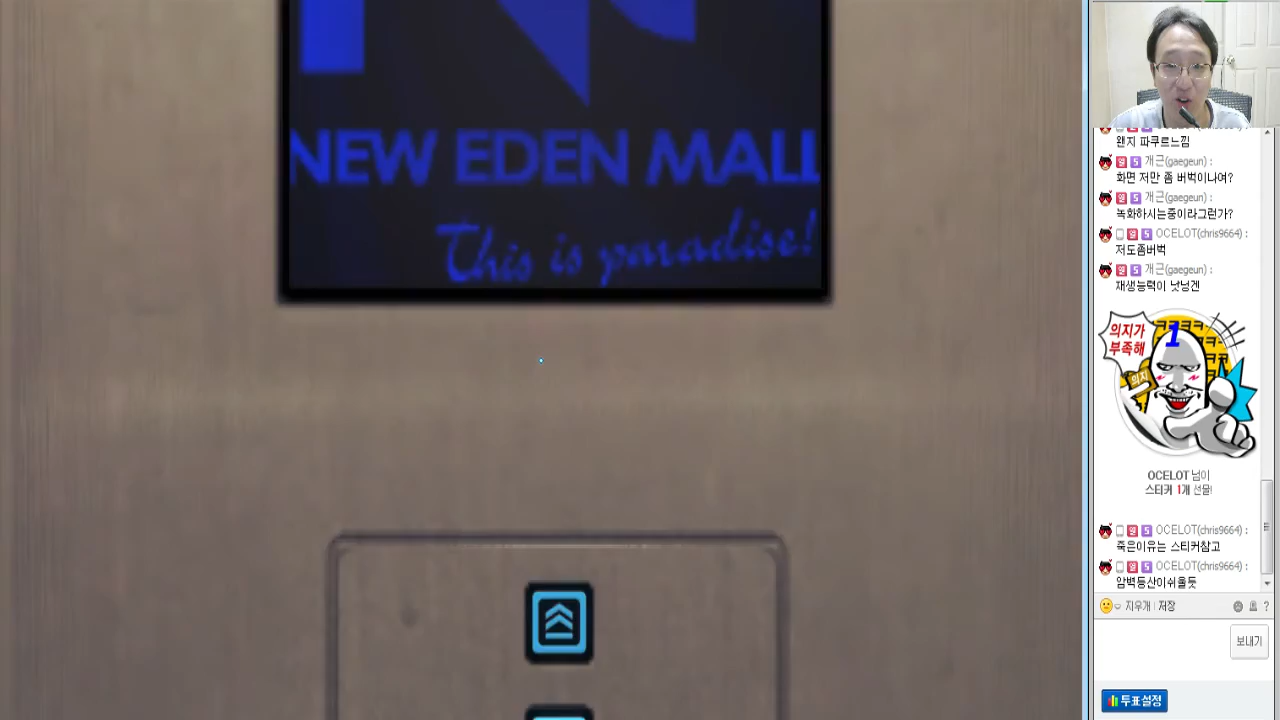 NEW EDEN MALL
This is paradise!
왠지 파쿠르느낌
개근(gaegeun) :
화면 저만 좀 버벅이나여?
개근(gaegeun) :
녹화하시는중이라그런가?
OCELOT(chris9664) :
저도좀버벅
개근(gaegeun) :
재생능력이 낫닝겐
의지가
부족해
ㅋㅋㅋㅋ
1
의지
OCELOT 님이
스티커 1개 선물!
OCELOT(chris9664) :
죽은이유는 스티커참고
OCELOT(chris9664) :
암벽등산이쉬울듯
지우개 | 저장
?
보내기
투표설정